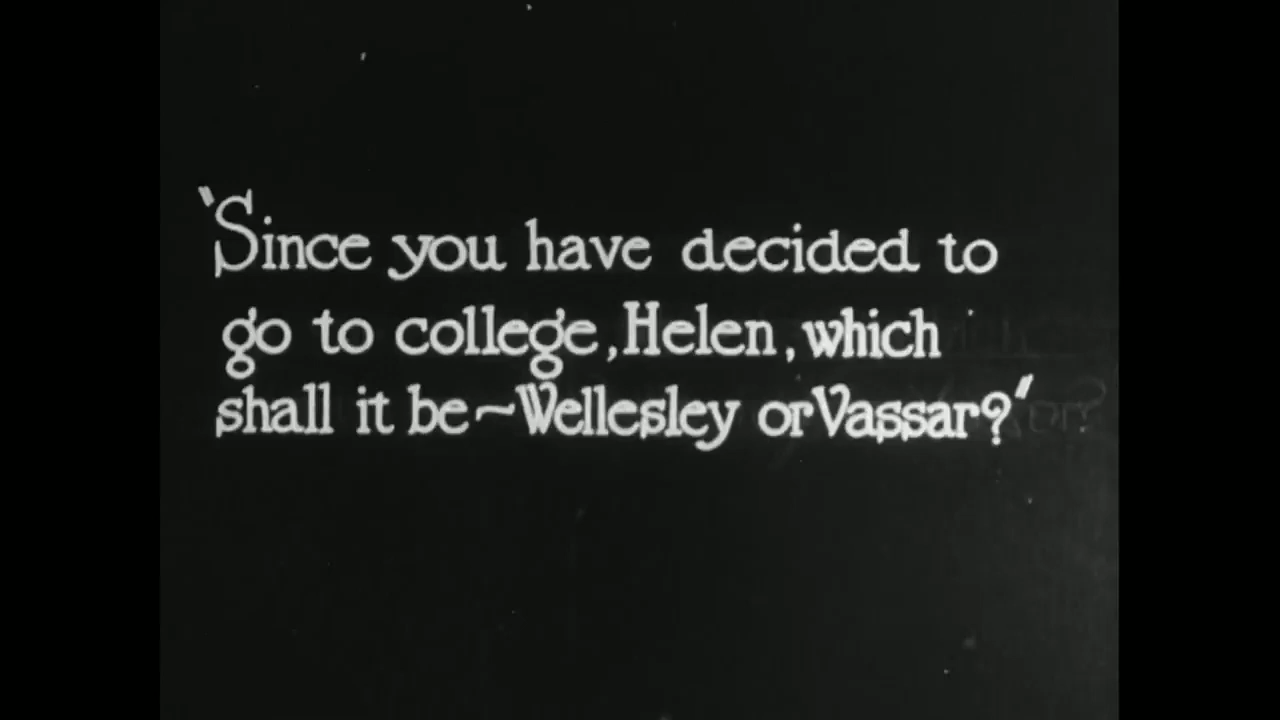 "Since you have decided to
go to college, Helen, which
shall it be~Wellesley or Vassar?"